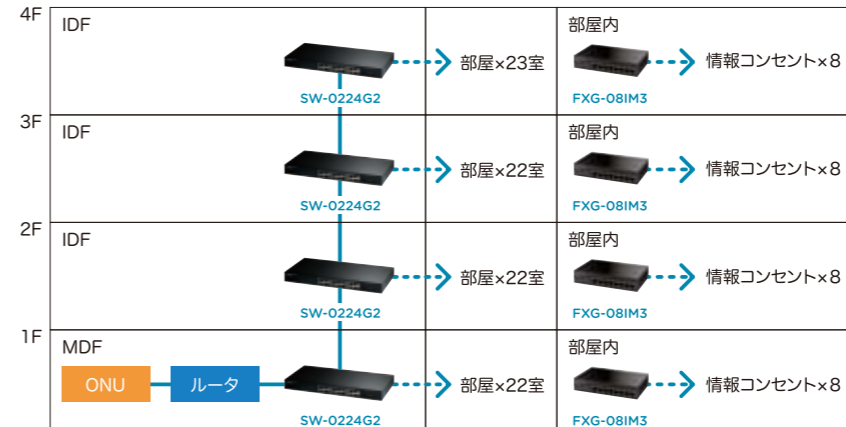 4F
IDF
部屋内
部屋×23室
情報コンセント×8
SW-0224G2
FXG-08IM3
3F
IDF
部屋内
部屋×22室
情報コンセント×8
SW-0224G2
FXG-08IM3
2F
IDF
部屋内
部屋×22室
情報コンセント×8
SW-0224G2
FXG-08IM3
1F
MDF
部屋内
ONU
ルータ
部屋×22室
情報コンセント×8
SW-0224G2
FXG-08IM3